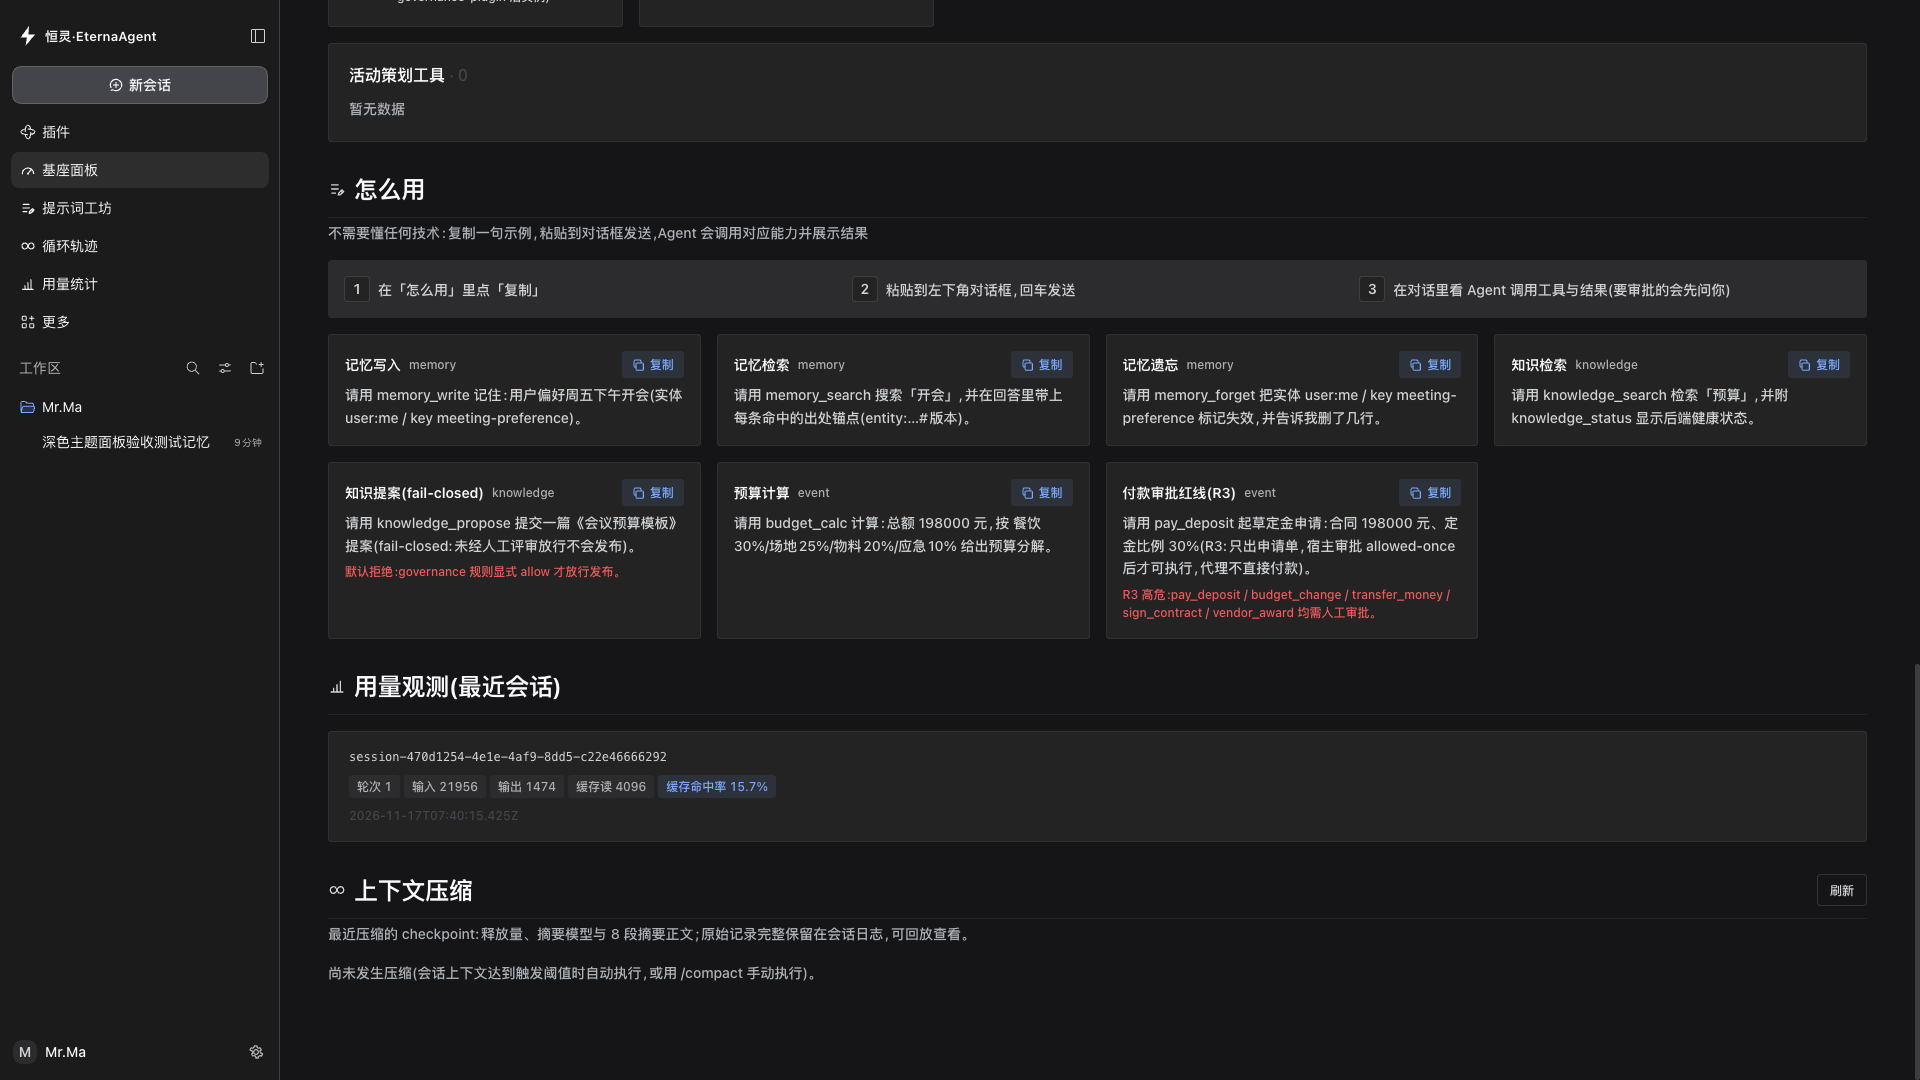 恒灵·EternaAgent
新会话
插件
基座面板
提示词工坊
循环轨迹
用量统计
更多
工作区
Mr.Ma
深色主题面板验收测试记忆 9分钟
M Mr.Ma
活动策划工具 · 0
暂无数据
怎么用
不需要懂任何技术:复制一句示例,粘贴到对话框发送,Agent 会调用对应能力并展示结果
1 在「怎么用」里点「复制」
2 粘贴到左下角对话框,回车发送
3 在对话里看 Agent 调用工具与结果(要审批的会先问你)
记忆写入 memory 复制
请用 memory_write 记住:用户偏好周五下午开会(实体
user:me / key meeting-preference)。
记忆检索 memory 复制
请用 memory_search 搜索「开会」,并在回答里带上
每条命中的出处锚点(entity:...#版本)。
记忆遗忘 memory 复制
请用 memory_forget 把实体 user:me / key meeting-
preference 标记失效,并告诉我删了几行。
知识检索 knowledge 复制
请用 knowledge_search 检索「预算」,并附
knowledge_status 显示后端健康状态。
知识提案(fail-closed) knowledge 复制
请用 knowledge_propose 提交一篇《会议预算模板》
提案(fail-closed:未经人工评审放行不会发布)。
默认拒绝:governance 规则显式 allow 才放行发布。
预算计算 event 复制
请用 budget_calc 计算:总额 198000 元,按 餐饮
30%/场地25%/物料20%/应急10% 给出预算分解。
付款审批红线(R3) event 复制
请用 pay_deposit 起草定金申请:合同 198000 元、定
金比例 30%(R3:只出申请单,宿主审批 allowed-once
后才可执行,代理不直接付款)。
R3 高危:pay_deposit / budget_change / transfer_money /
sign_contract / vendor_award 均需人工审批。
用量观测(最近会话)
session-470d1254-4e1e-4af9-8dd5-c22e46666292
轮次 1 输入 21956 输出 1474 缓存读 4096 缓存命中率 15.7%
2026-11-17T07:40:15.425Z
上下文压缩 刷新
最近压缩的 checkpoint:释放量、摘要模型与 8 段摘要正文;原始记录完整保留在会话日志,可回放查看。
尚未发生压缩(会话上下文达到触发阈值时自动执行,或用 /compact 手动执行)。